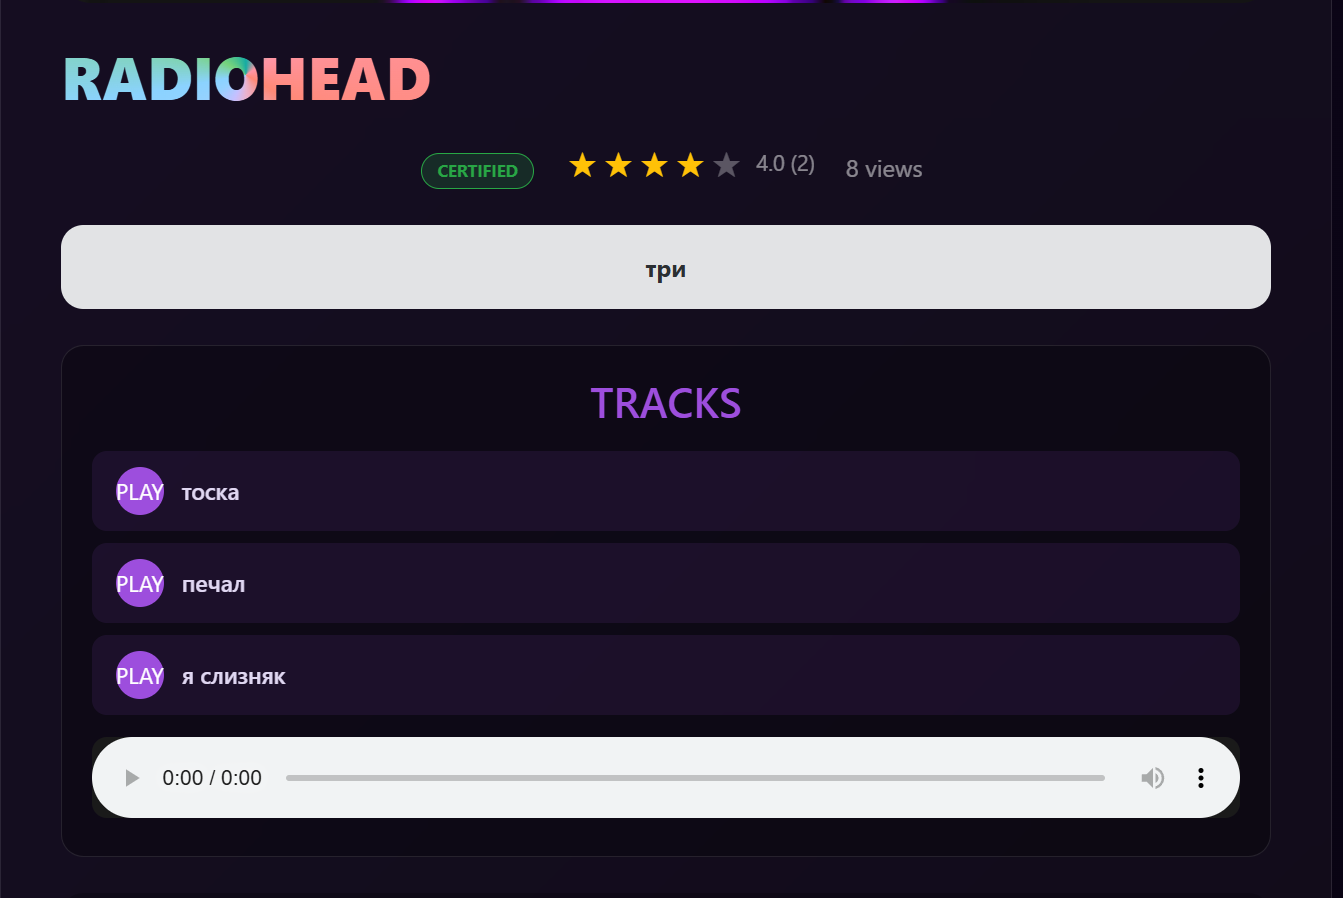 RADIOHEAD
CERTIFIED 4.0 (2) 8 views
три
TRACKS
PLAY тоска
PLAY печал
PLAY я слизняк
0:00 / 0:00